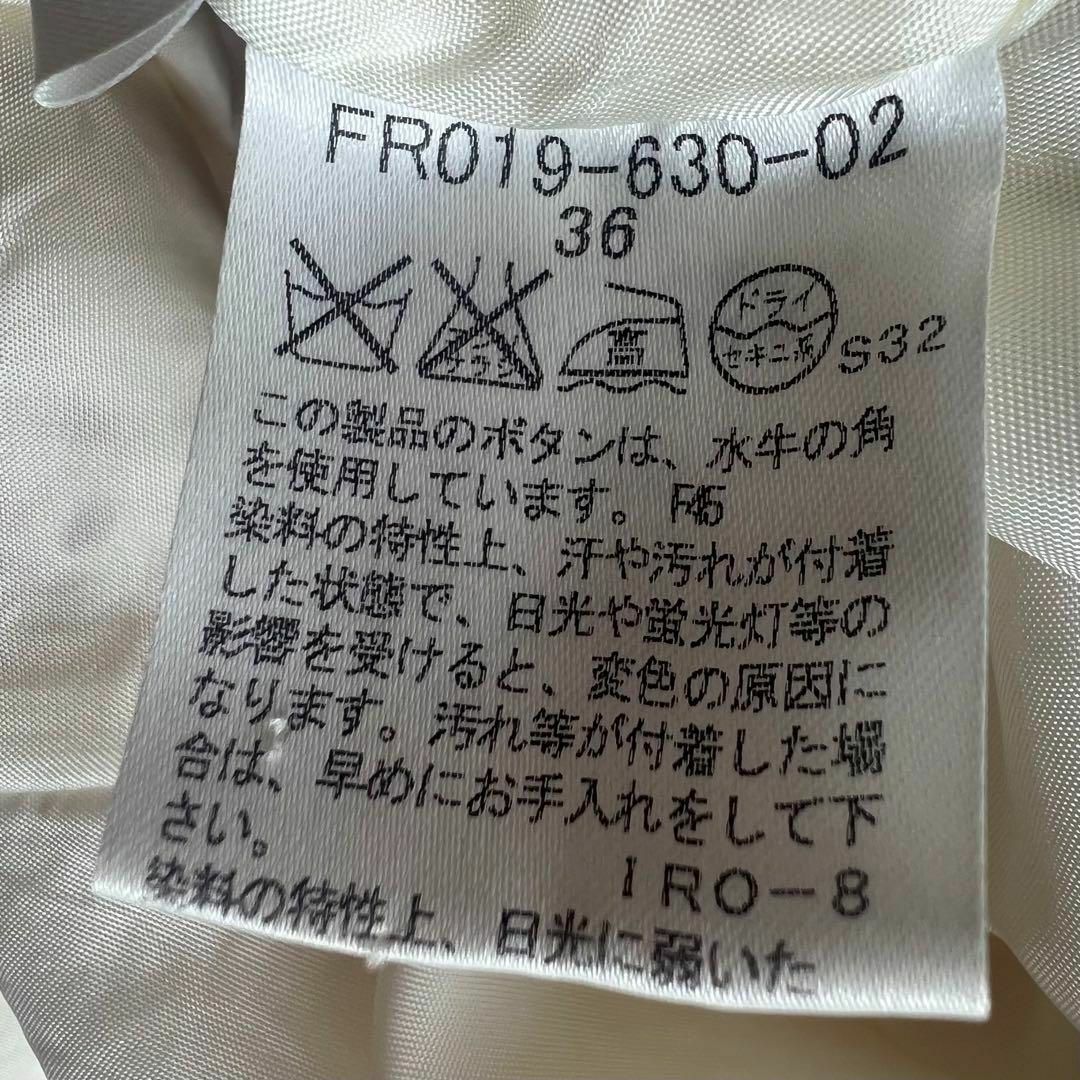 FR019-630-02
36
エンソ サラシ
ドライ
セキユ系
S32
この製品のボタンは、水牛の角
を使用しています。F45
染料の特性上、汗や汚れが付着
した状態で、日光や蛍光灯等の
影響を受けると、変色の原因に
なります。汚れ等が付着した場
合は、早めにお手入れをして下
さい。
IRO-8
染料の特性上、日光に弱いた